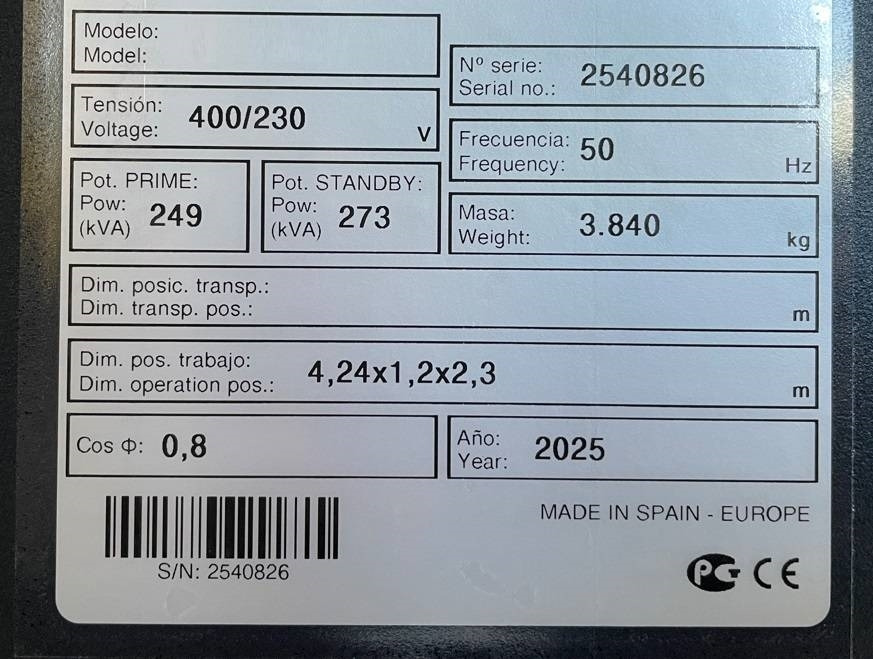 Modelo:
Model:
Nº serie:
Serial no.: 2540826
Tensión:
Voltage: 400/230 V
Frecuencia:
Frequency: 50 Hz
Pot. PRIME:
Pow: 249
(kVA)
Pot. STANDBY:
Pow: 273
(kVA)
Masa:
Weight: 3.840 kg
Dim. posic. transp.:
Dim. transp. pos.: m
Dim. pos. trabajo:
Dim. operation pos.: 4,24x1,2x2,3 m
Cos Φ: 0,8
Año:
Year: 2025
MADE IN SPAIN - EUROPE
S/N: 2540826
PG CE